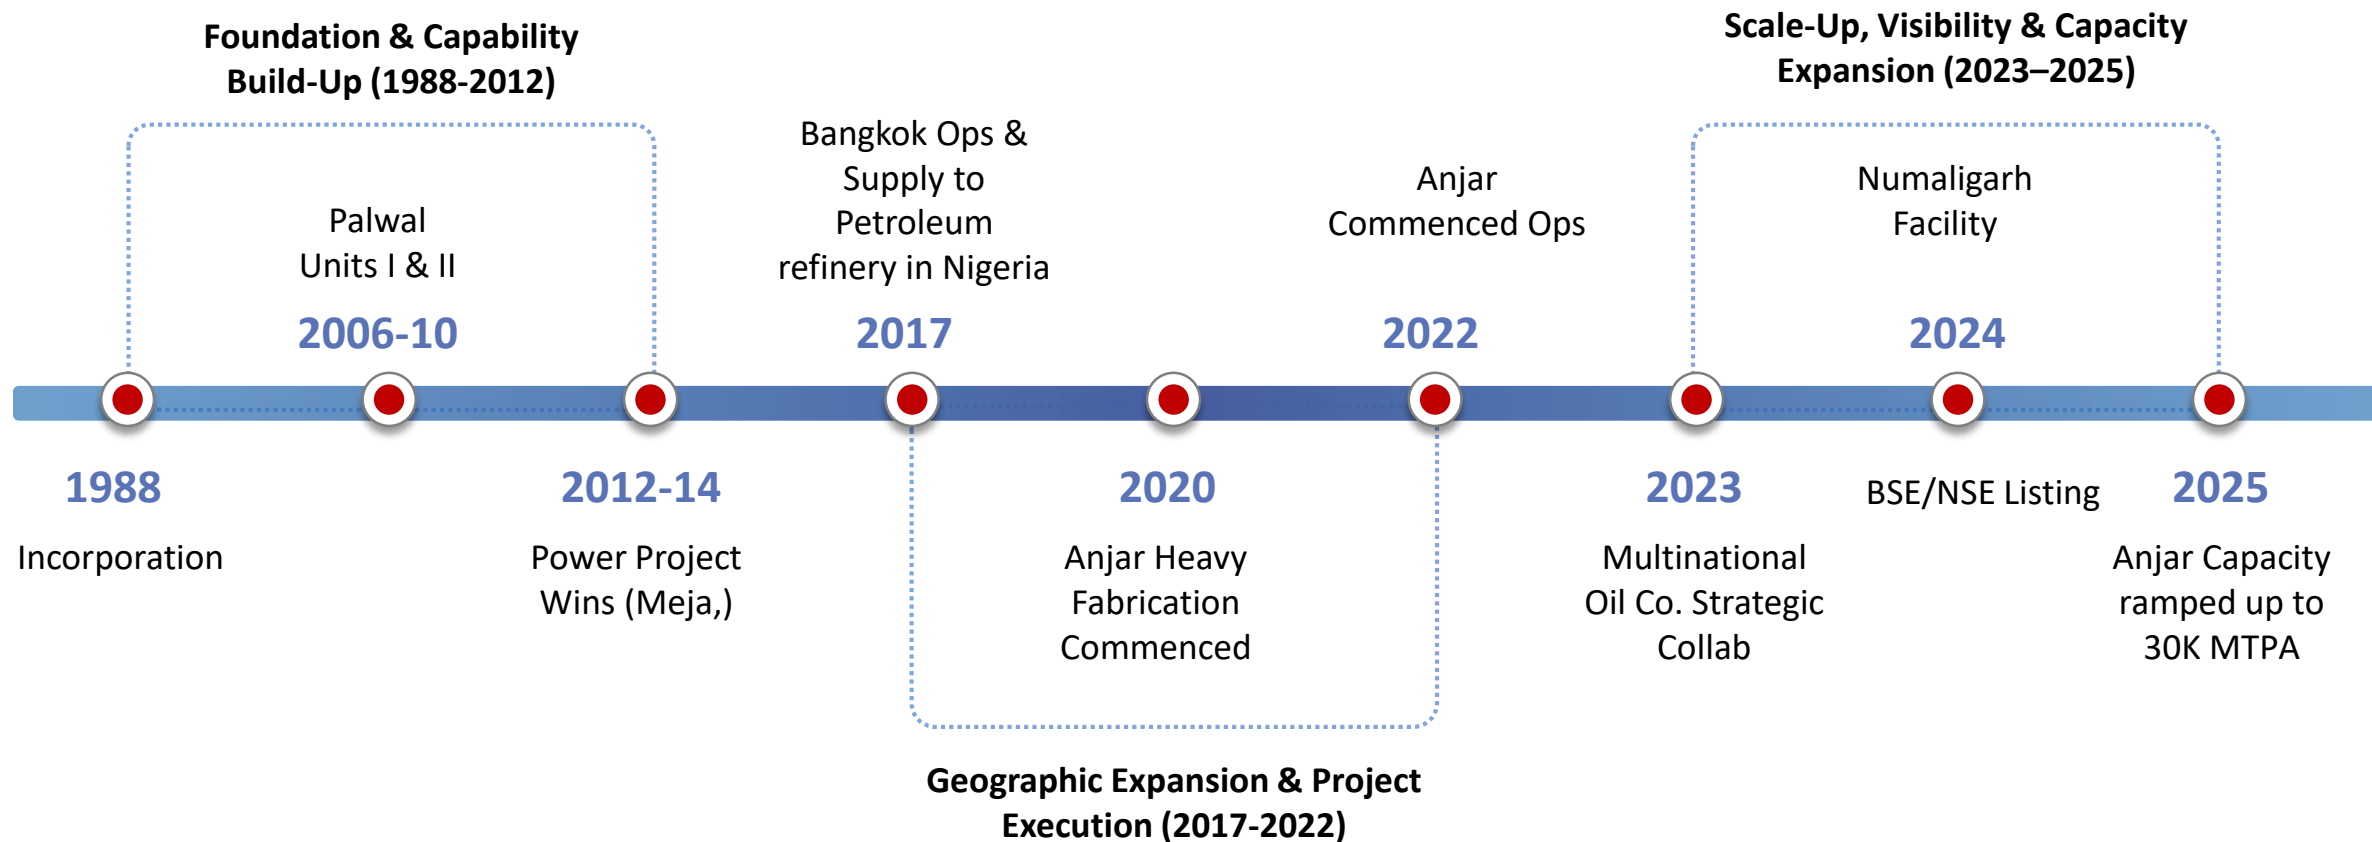 Foundation & Capability
Build-Up (1988-2012)
Scale-Up, Visibility & Capacity
Expansion (2023–2025)
Palwal
Units I & II
2006-10
Bangkok Ops &
Supply to
Petroleum
refinery in Nigeria
2017
Anjar
Commenced Ops
2022
Numaligarh
Facility
2024
1988
Incorporation
2012-14
Power Project
Wins (Meja,)
2020
Anjar Heavy
Fabrication
Commenced
2023
Multinational
Oil Co. Strategic
Collab
BSE/NSE Listing
2025
Anjar Capacity
ramped up to
30K MTPA
Geographic Expansion & Project
Execution (2017-2022)